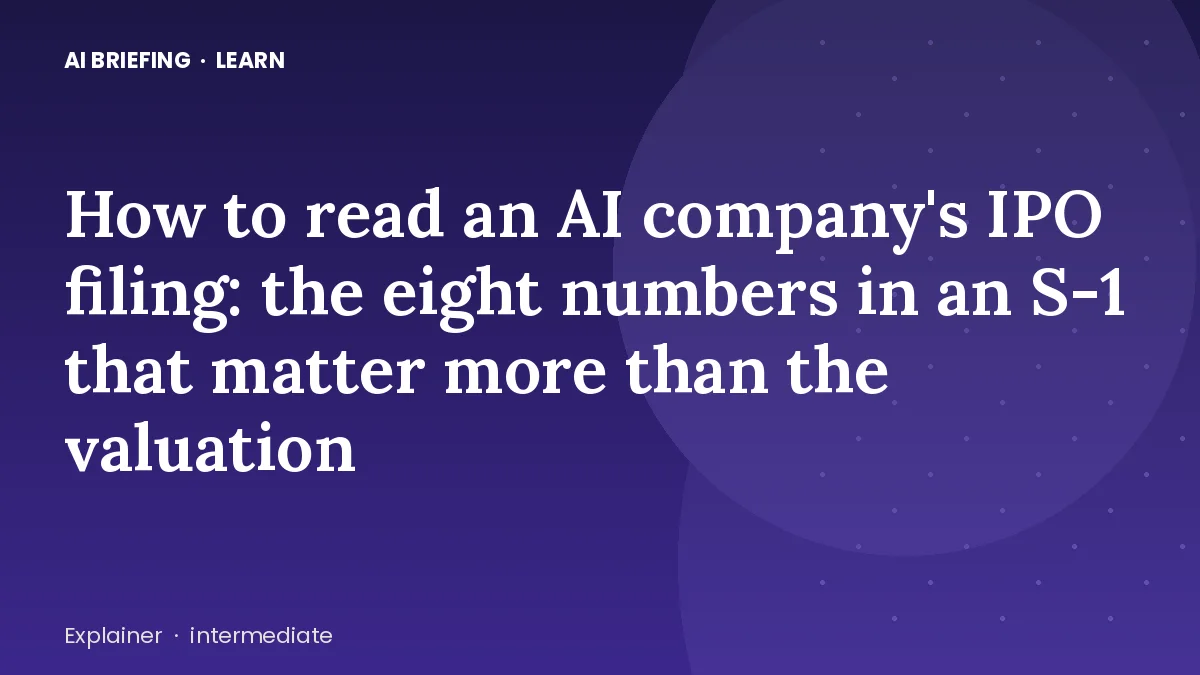 AI BRIEFING · LEARN
How to read an AI company's IPO
filing: the eight numbers in an S-1
that matter more than the
valuation
Explainer · intermediate